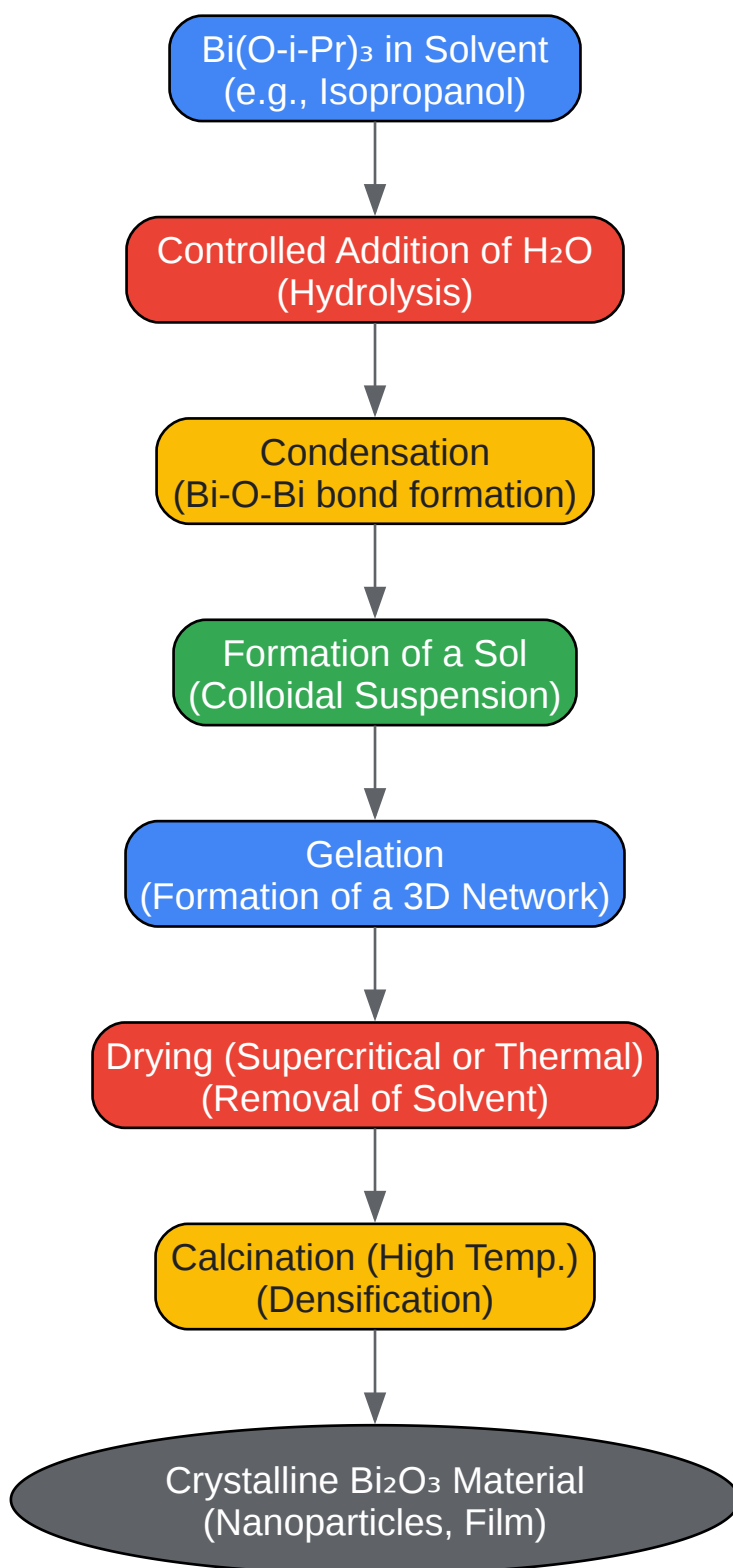 Bi(O-i-Pr)₃ in Solvent
(e.g., Isopropanol)
Controlled Addition of H₂O
(Hydrolysis)
Condensation
(Bi-O-Bi bond formation)
Formation of a Sol
(Colloidal Suspension)
Gelation
(Formation of a 3D Network)
Drying (Supercritical or Thermal)
(Removal of Solvent)
Calcination (High Temp.)
(Densification)
Crystalline Bi₂O₃ Material
(Nanoparticles, Film)